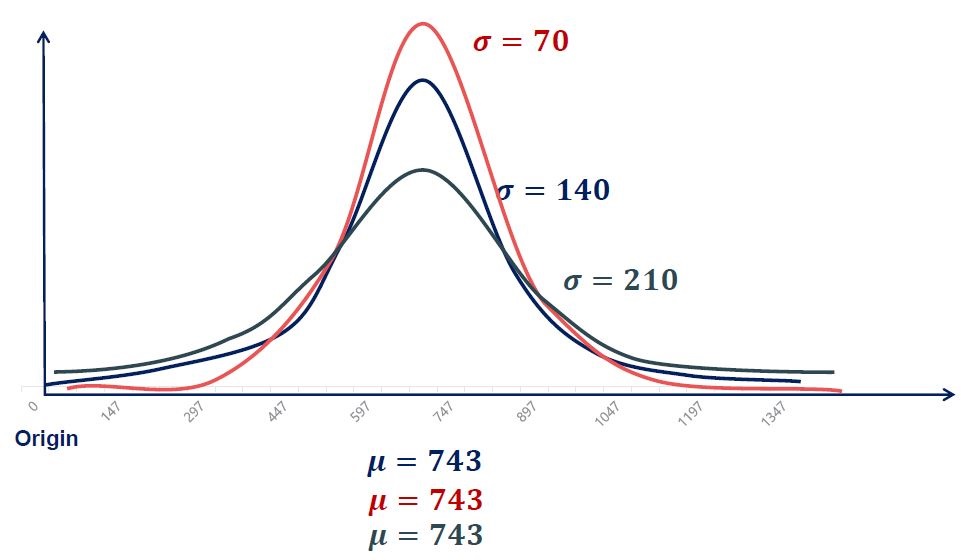 σ = 70
σ = 140
σ = 210
0 147 297 447 597 747 897 1047 1197 1347
Origin
μ = 743
μ = 743
μ = 743